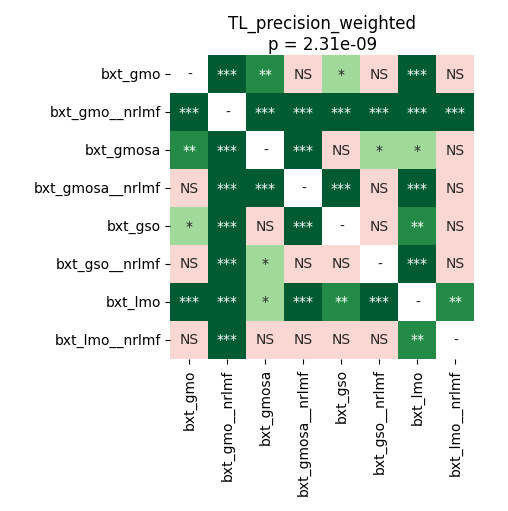 TL_precision_weighted
p = 2.31e-09
bxt_gmo - *** ** NS * NS *** NS
bxt_gmo__nrlmf *** - *** *** *** *** *** ***
bxt_gmosa ** *** - *** NS * * NS
bxt_gmosa__nrlmf NS *** *** - *** NS *** NS
bxt_gso * *** NS *** - NS ** NS
bxt_gso__nrlmf NS *** * NS NS - *** NS
bxt_lmo *** *** * *** ** *** - **
bxt_lmo__nrlmf NS *** NS NS NS NS ** -
bxt_gmo
bxt_gmo__nrlmf
bxt_gmosa
bxt_gmosa__nrlmf
bxt_gso
bxt_gso__nrlmf
bxt_lmo
bxt_lmo__nrlmf